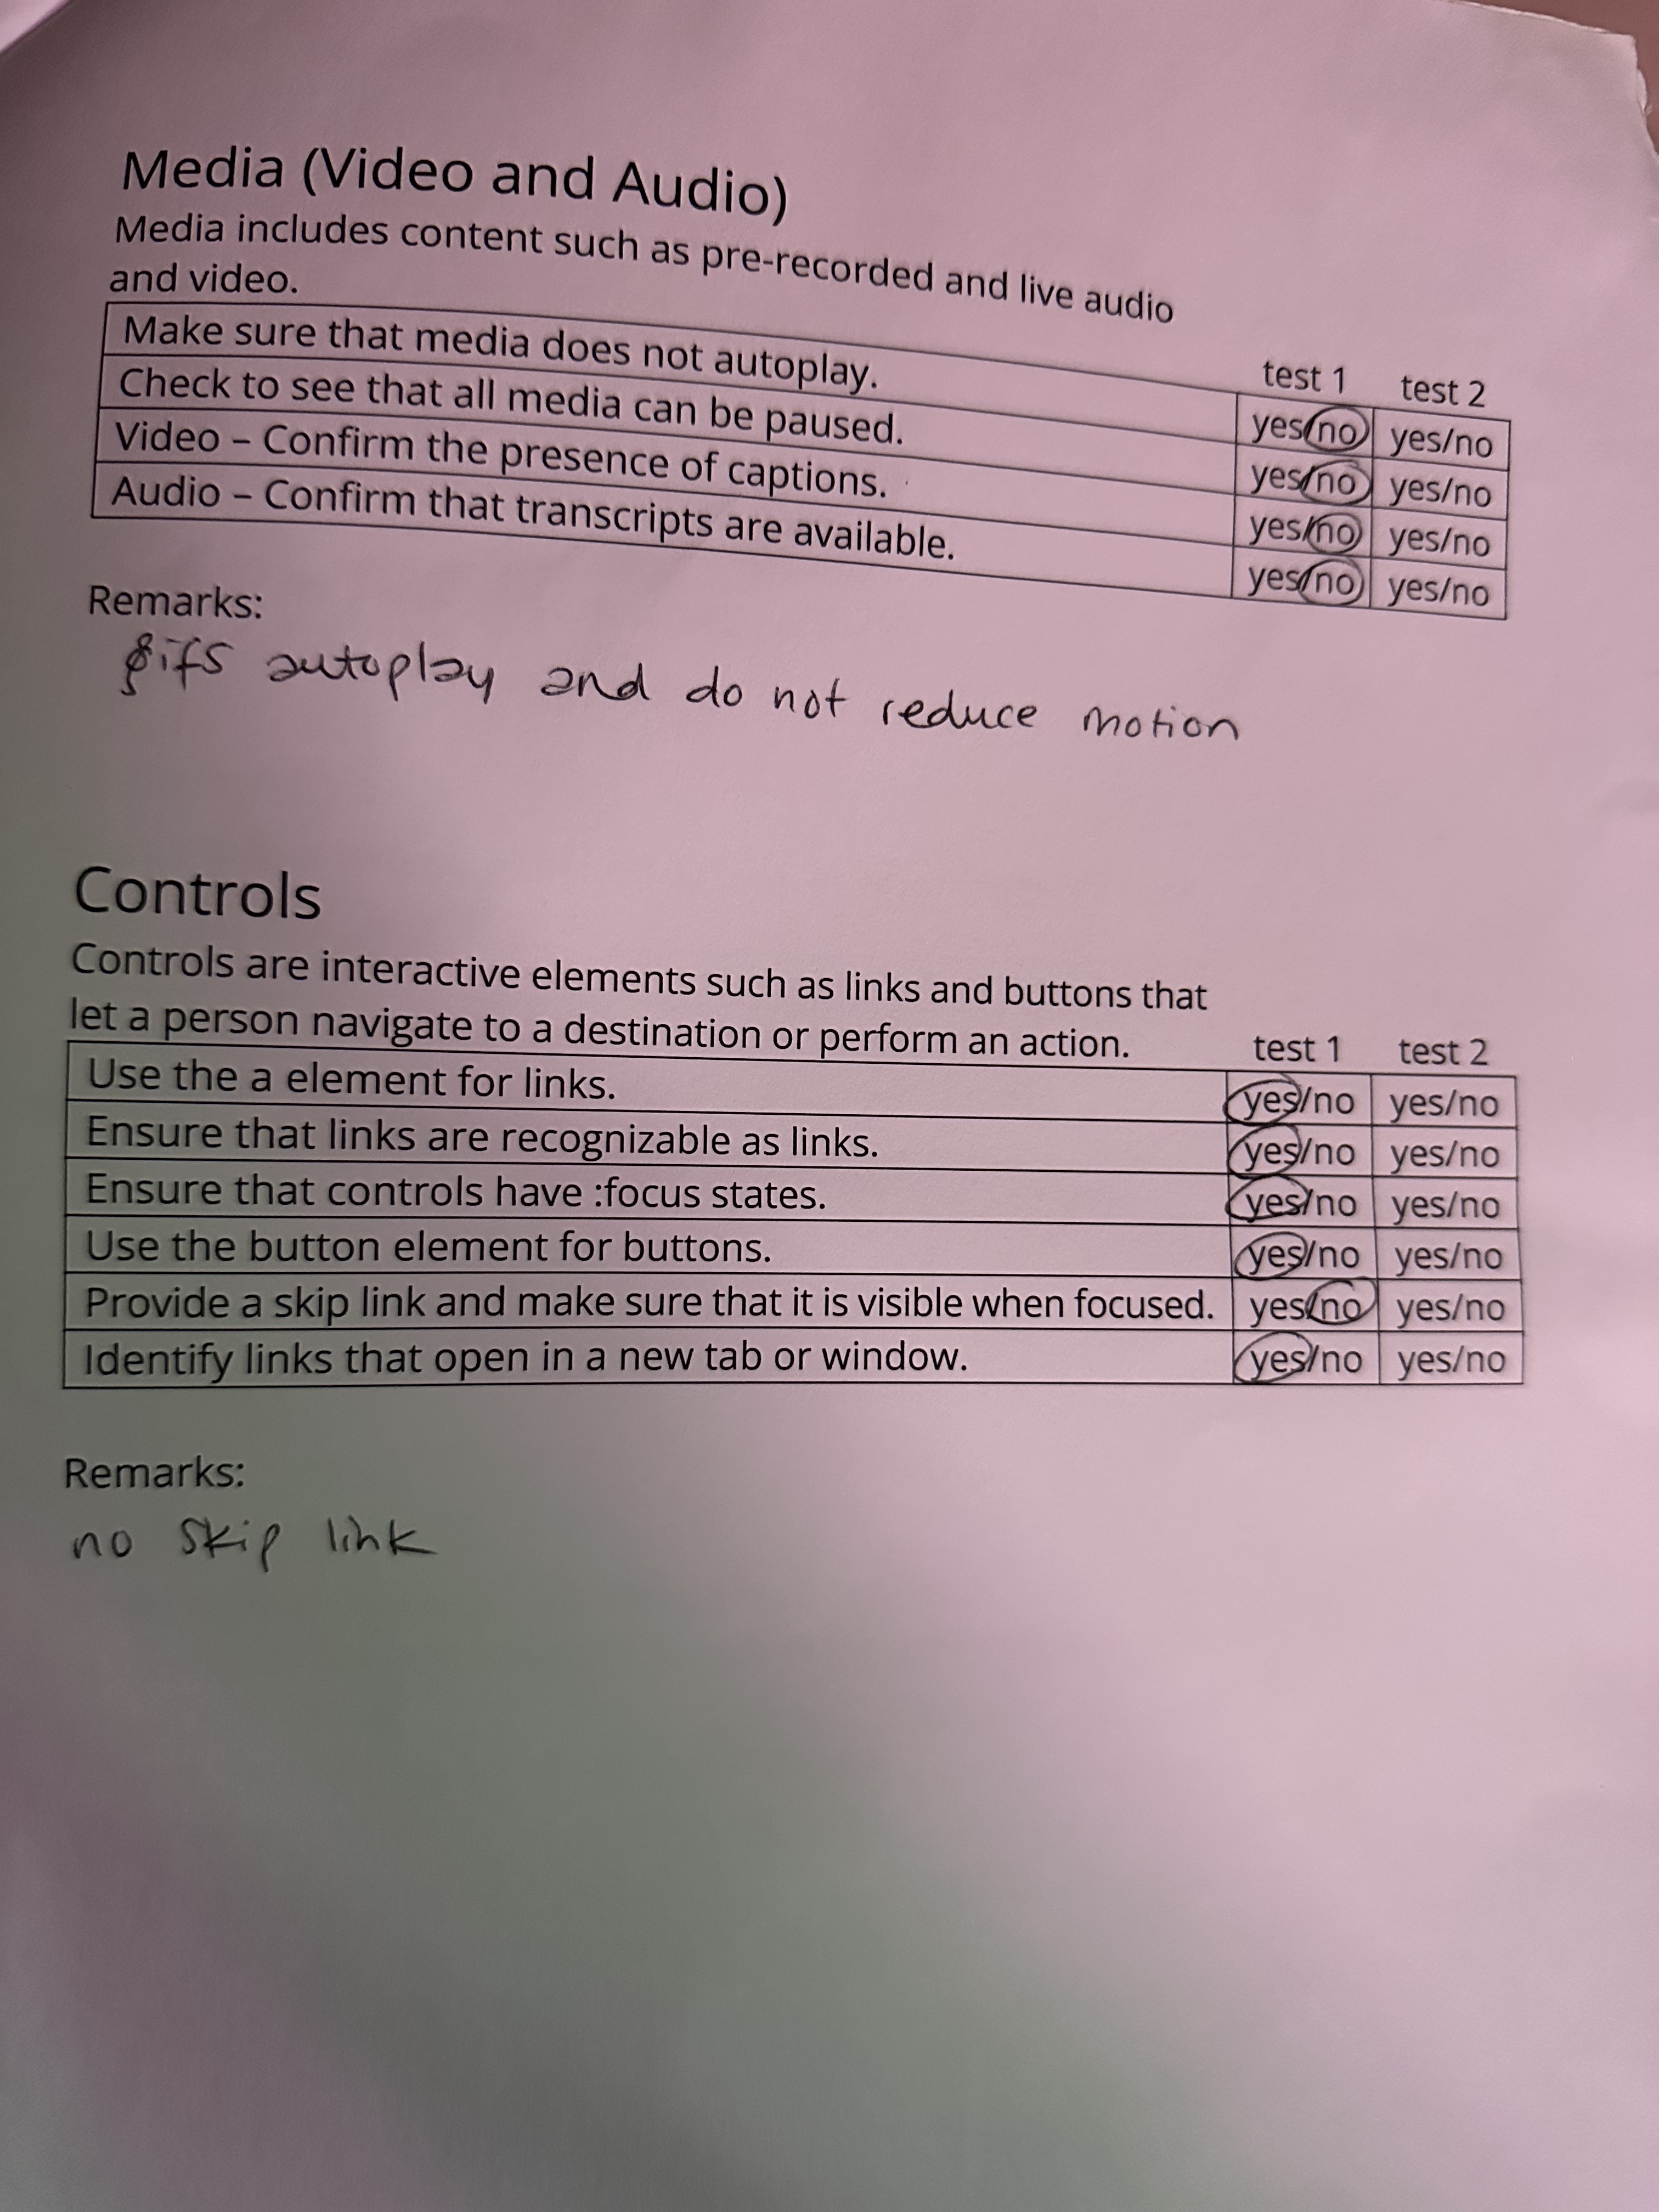 Media (Video and Audio)
Media includes content such as pre-recorded and live audio
and video.
test 1 test 2
Make sure that media does not autoplay. yes/no yes/no
Check to see that all media can be paused. yes/no yes/no
Video – Confirm the presence of captions. yes/no yes/no
Audio – Confirm that transcripts are available. yes/no yes/no
Remarks:
gifs autoplay and do not reduce motion
Controls
Controls are interactive elements such as links and buttons that
let a person navigate to a destination or perform an action.
test 1 test 2
Use the a element for links. yes/no yes/no
Ensure that links are recognizable as links. yes/no yes/no
Ensure that controls have :focus states. yes/no yes/no
Use the button element for buttons. yes/no yes/no
Provide a skip link and make sure that it is visible when focused. yes/no yes/no
Identify links that open in a new tab or window. yes/no yes/no
Remarks:
no skip link